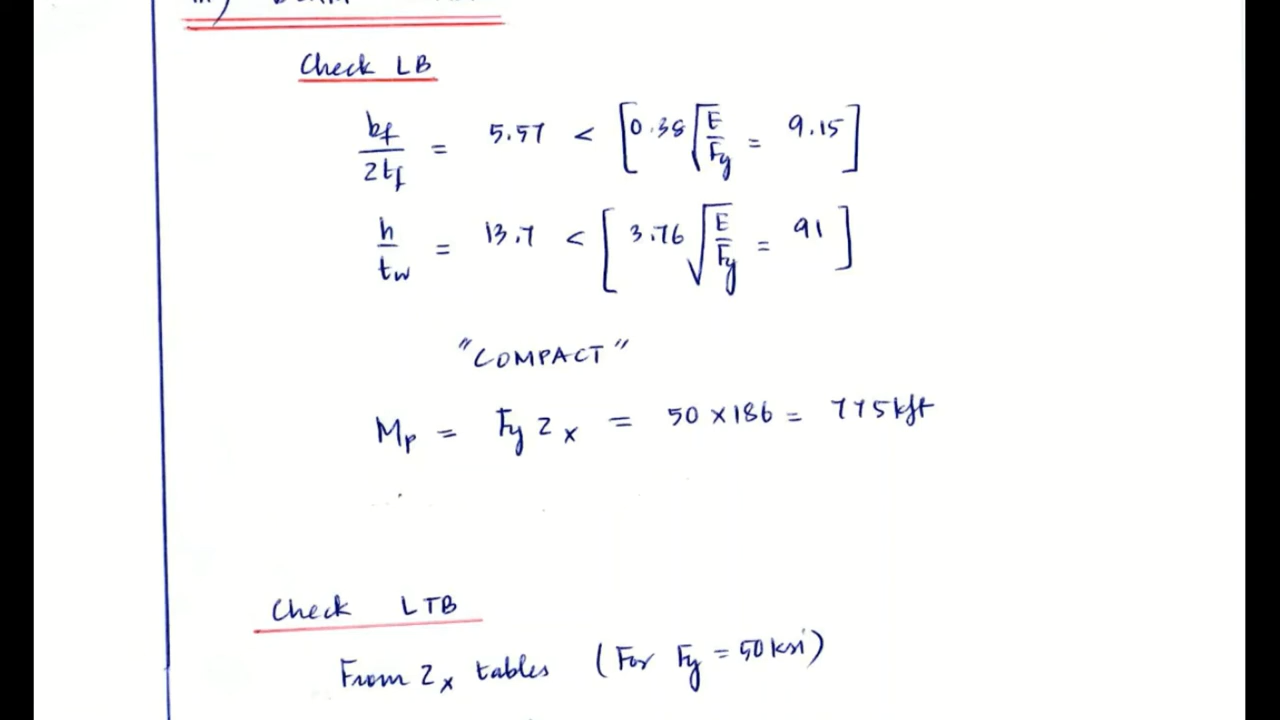 Check LB
bf/2tf = 5.57 < [0.38 √(E/Fy) = 9.15]
h/tw = 13.7 < [3.76 √(E/Fy) = 91]
"COMPACT"
Mp = Fy Zx = 50 x 186 = 775 kft
Check LTB
From Zx tables (For Fy = 50 ksi)